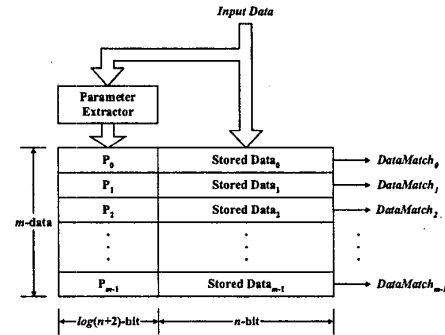 Input Data
Parameter
Extractor
P₀ Stored Data₀ DataMatch₀
P₁ Stored Data₁ DataMatch₁
P₂ Stored Data₂ DataMatch₂
m-data
Pₘ₋₁ Stored Dataₘ₋₁ DataMatchₘ₋₁
log(n+2)-bit n-bit